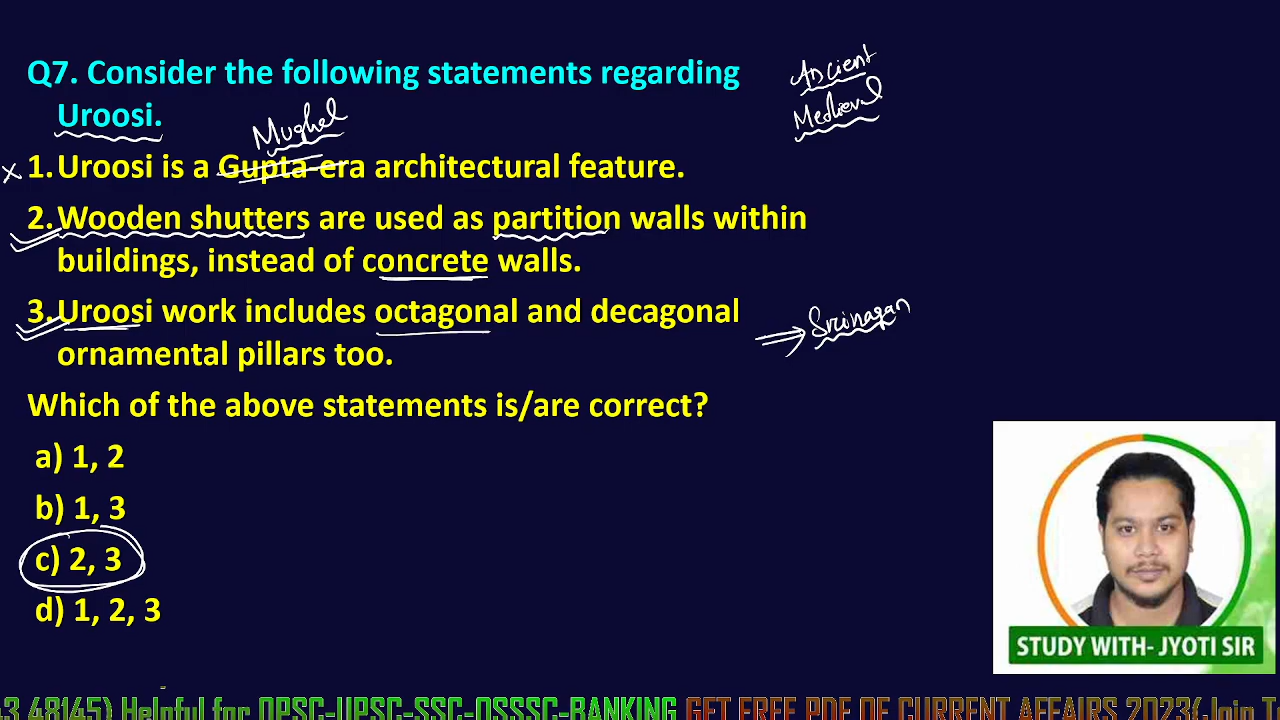 Q7. Consider the following statements regarding
Ancient
Uroosi.
Medieval
Mughal
x 1. Uroosi is a Gupta-era architectural feature.
2. Wooden shutters are used as partition walls within
buildings, instead of concrete walls.
3. Uroosi work includes octagonal and decagonal
Srinagar
ornamental pillars too.
Which of the above statements is/are correct?
a) 1, 2
b) 1, 3
c) 2, 3
d) 1, 2, 3
STUDY WITH- JYOTI SIR
48145) Helpful for OPSC-UPSC-SSC-OSSSC-BANKING GET FREE PDF OF CURRENT AFFAIRS 2023(Join